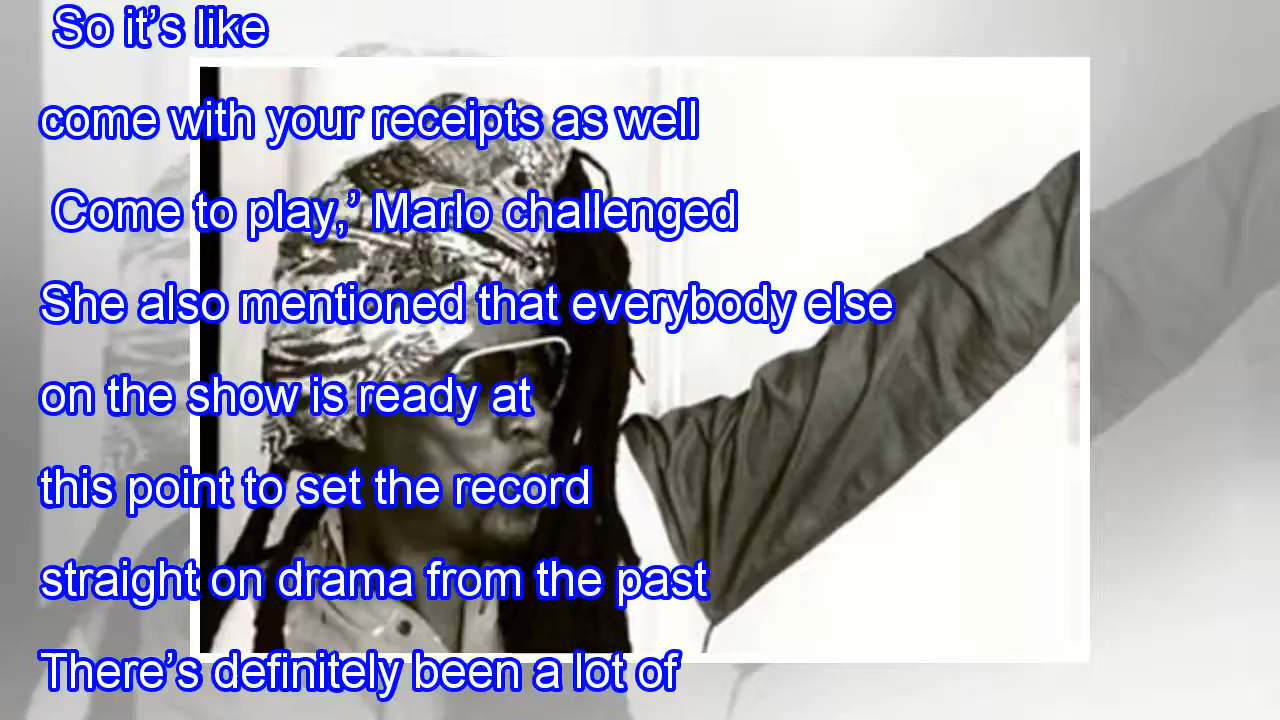 So it’s like
come with your receipts as well
Come to play,’ Marlo challenged
She also mentioned that everybody else
on the show is ready at
this point to set the record
straight on drama from the past
There’s definitely been a lot of